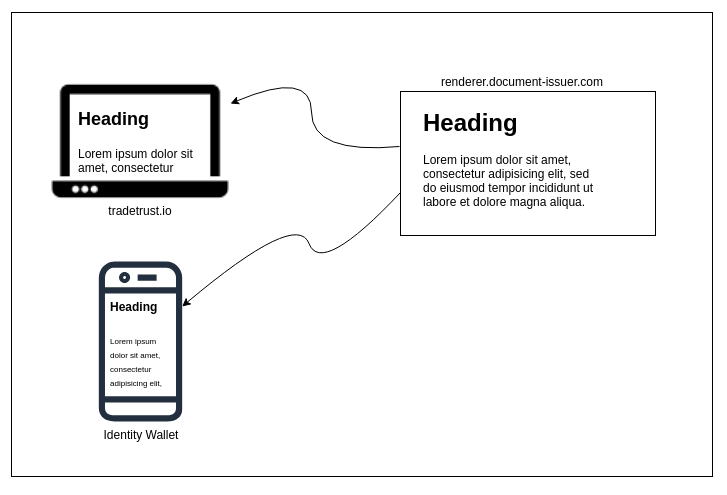 Heading
Lorem ipsum dolor sit
amet, consectetur
tradetrust.io
renderer.document-issuer.com
Heading
Lorem ipsum dolor sit amet,
consectetur adipisicing elit, sed
do eiusmod tempor incididunt ut
labore et dolore magna aliqua.
Heading
Lorem ipsum
dolor sit amet,
consectetur
adipisicing elit,
Identity Wallet